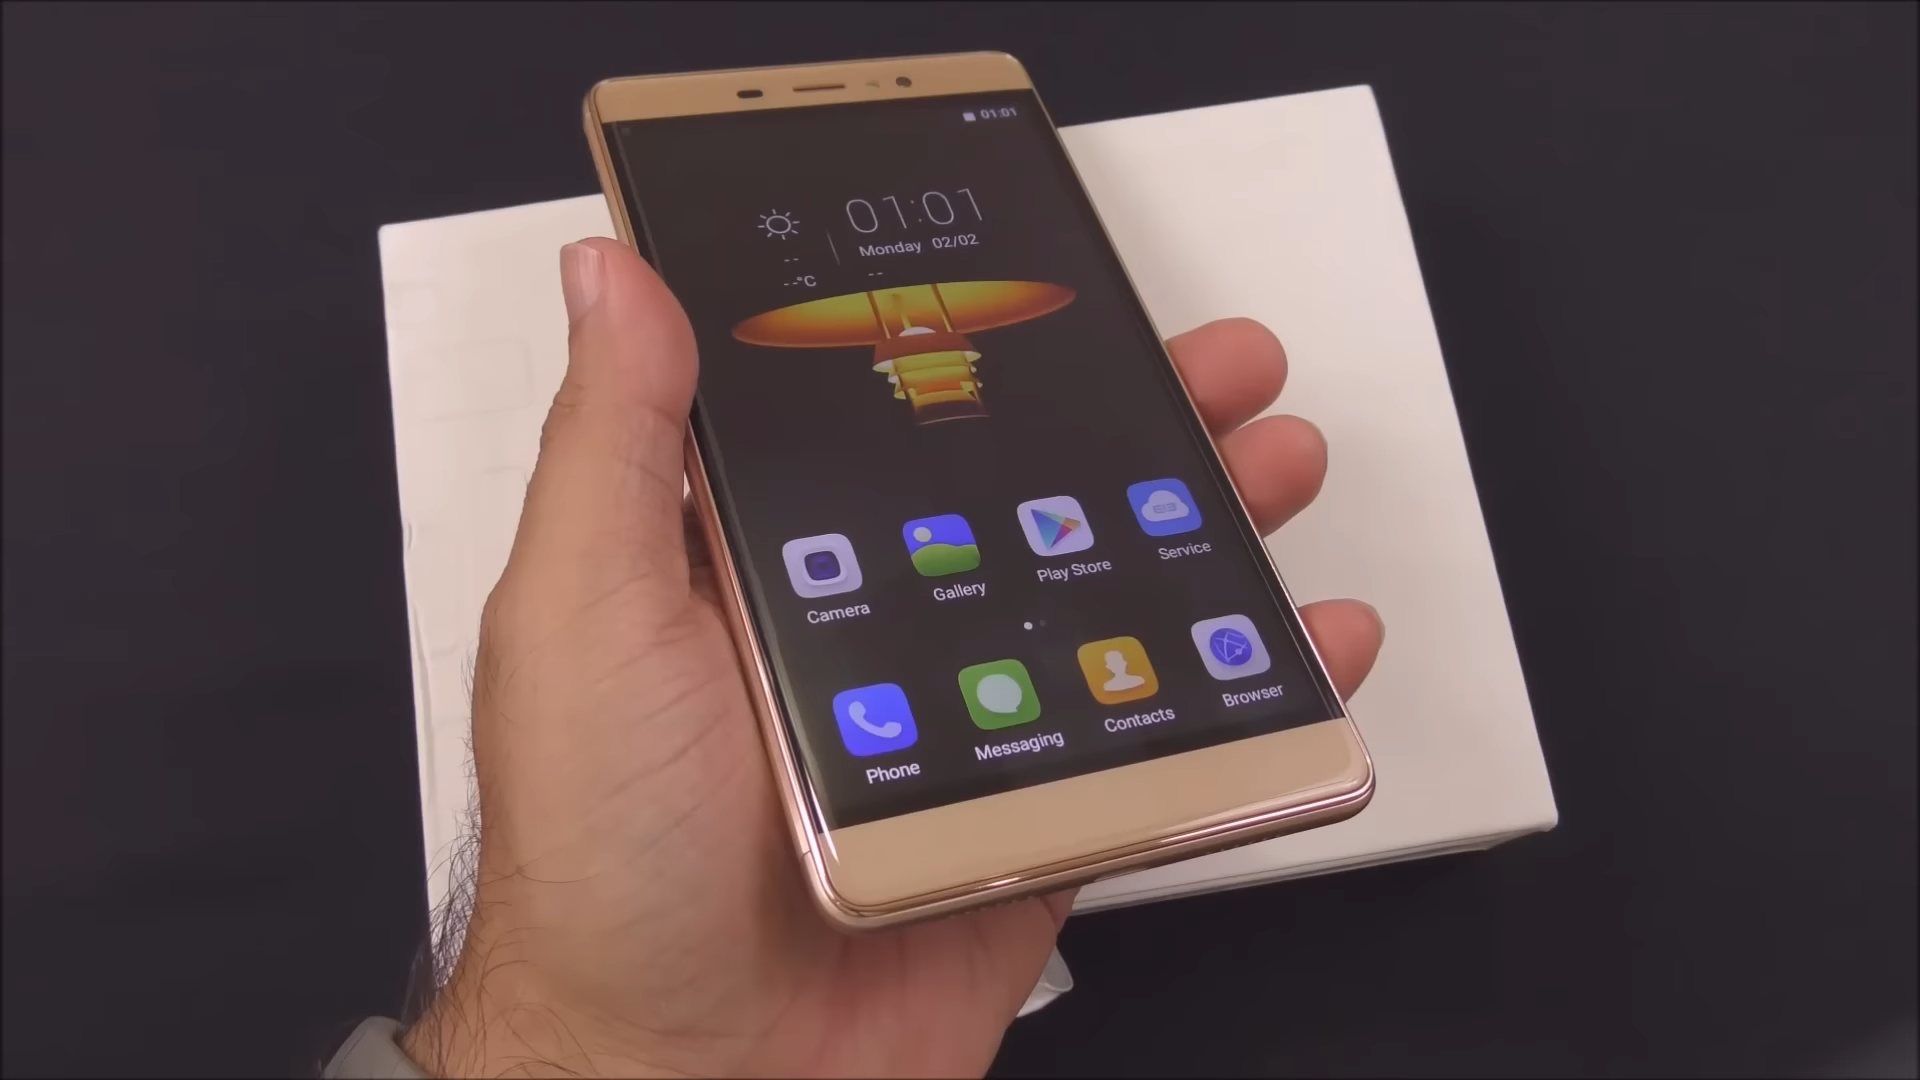 01:01
01:01
Monday 02/02
--
--°C
--
Camera
Gallery
Play Store
Service
Phone
Messaging
Contacts
Browser